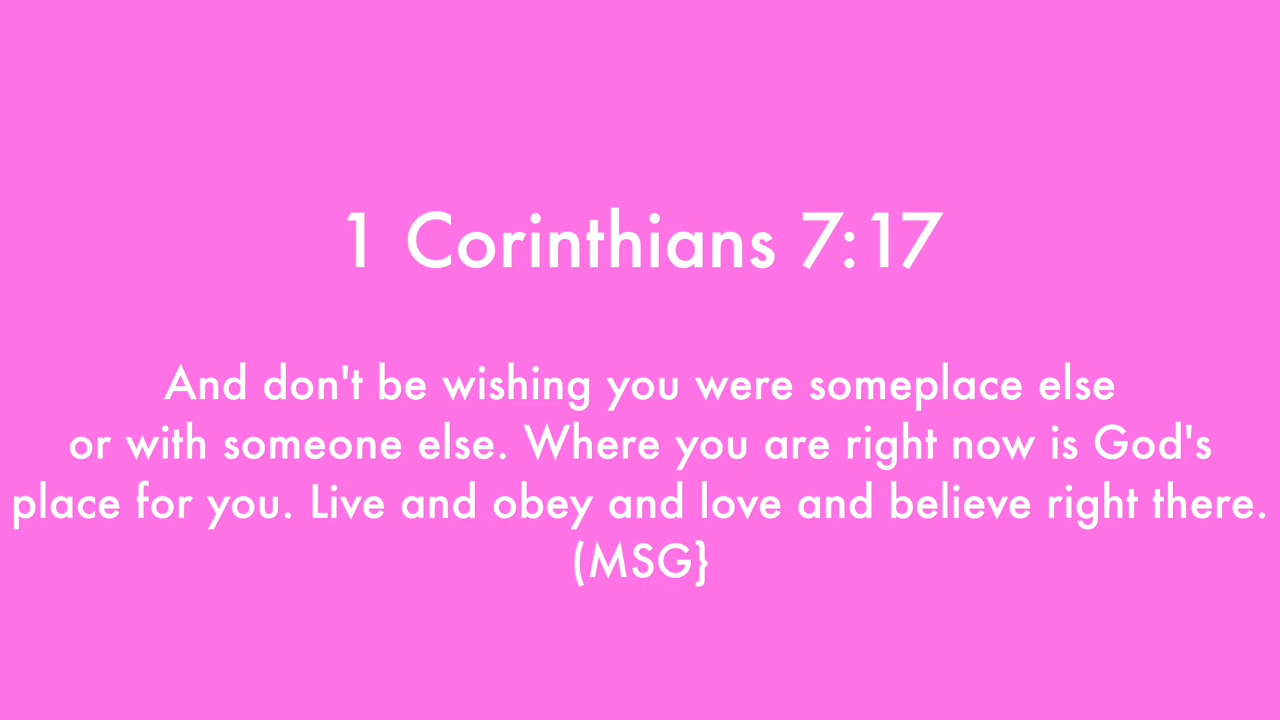 1 Corinthians 7:17
And don't be wishing you were someplace else
or with someone else. Where you are right now is God's
place for you. Live and obey and love and believe right there.
(MSG}